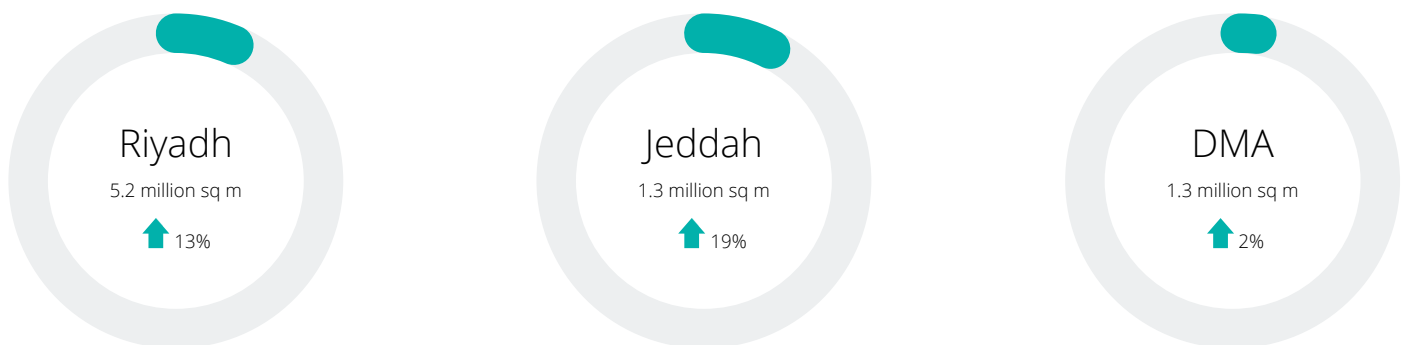 Riyadh
5.2 million sq m
13%
Jeddah
1.3 million sq m
19%
DMA
1.3 million sq m
2%